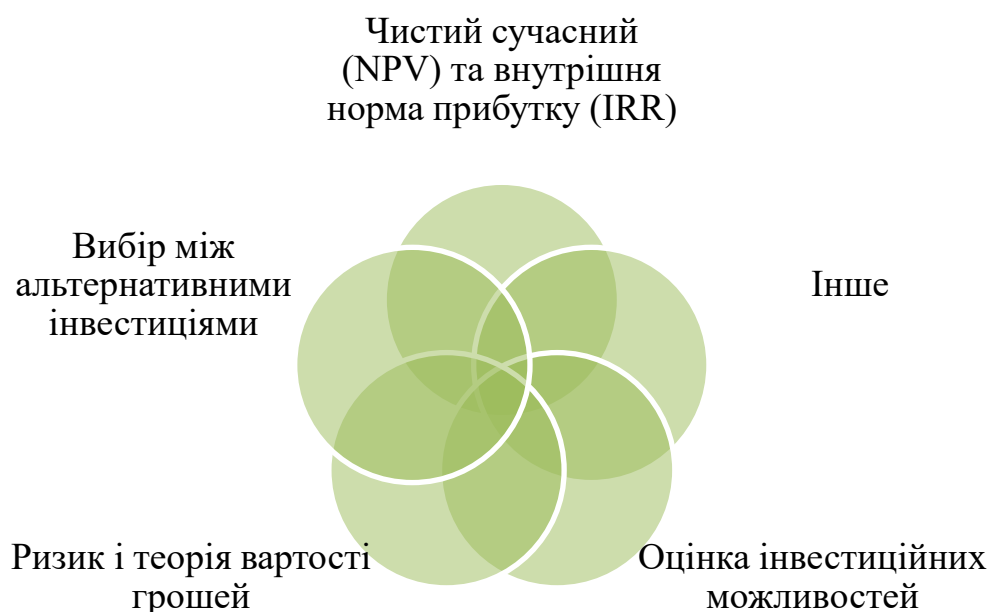 Чистий сучасний
(NPV) та внутрішня
норма прибутку (IRR)
Вибір між
альтернативними
інвестиціями
Інше
Ризик і теорія вартості
грошей
Оцінка інвестиційних
можливостей